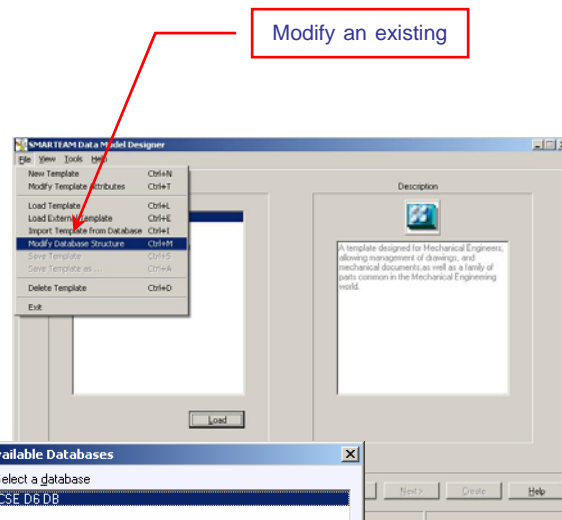 Modify an existing
SMARTEAM Data Model Designer
File View Tools Help
New Template Ctrl+N
Modify Template Attributes Ctrl+T
Load Template Ctrl+L
Load External Template Ctrl+E
Import Template from Database Ctrl+I
Modify Database Structure Ctrl+M
Save Template Ctrl+S
Save Template as ... Ctrl+A
Delete Template Ctrl+D
Exit
Description
A template designed for Mechanical Engineers,
allowing management of drawings, and
mechanical documents,as well as a family of
parts common in the Mechanical Engineering
world.
Load
Available Databases
Select a database
CSE D6 DB
Next > Create Help